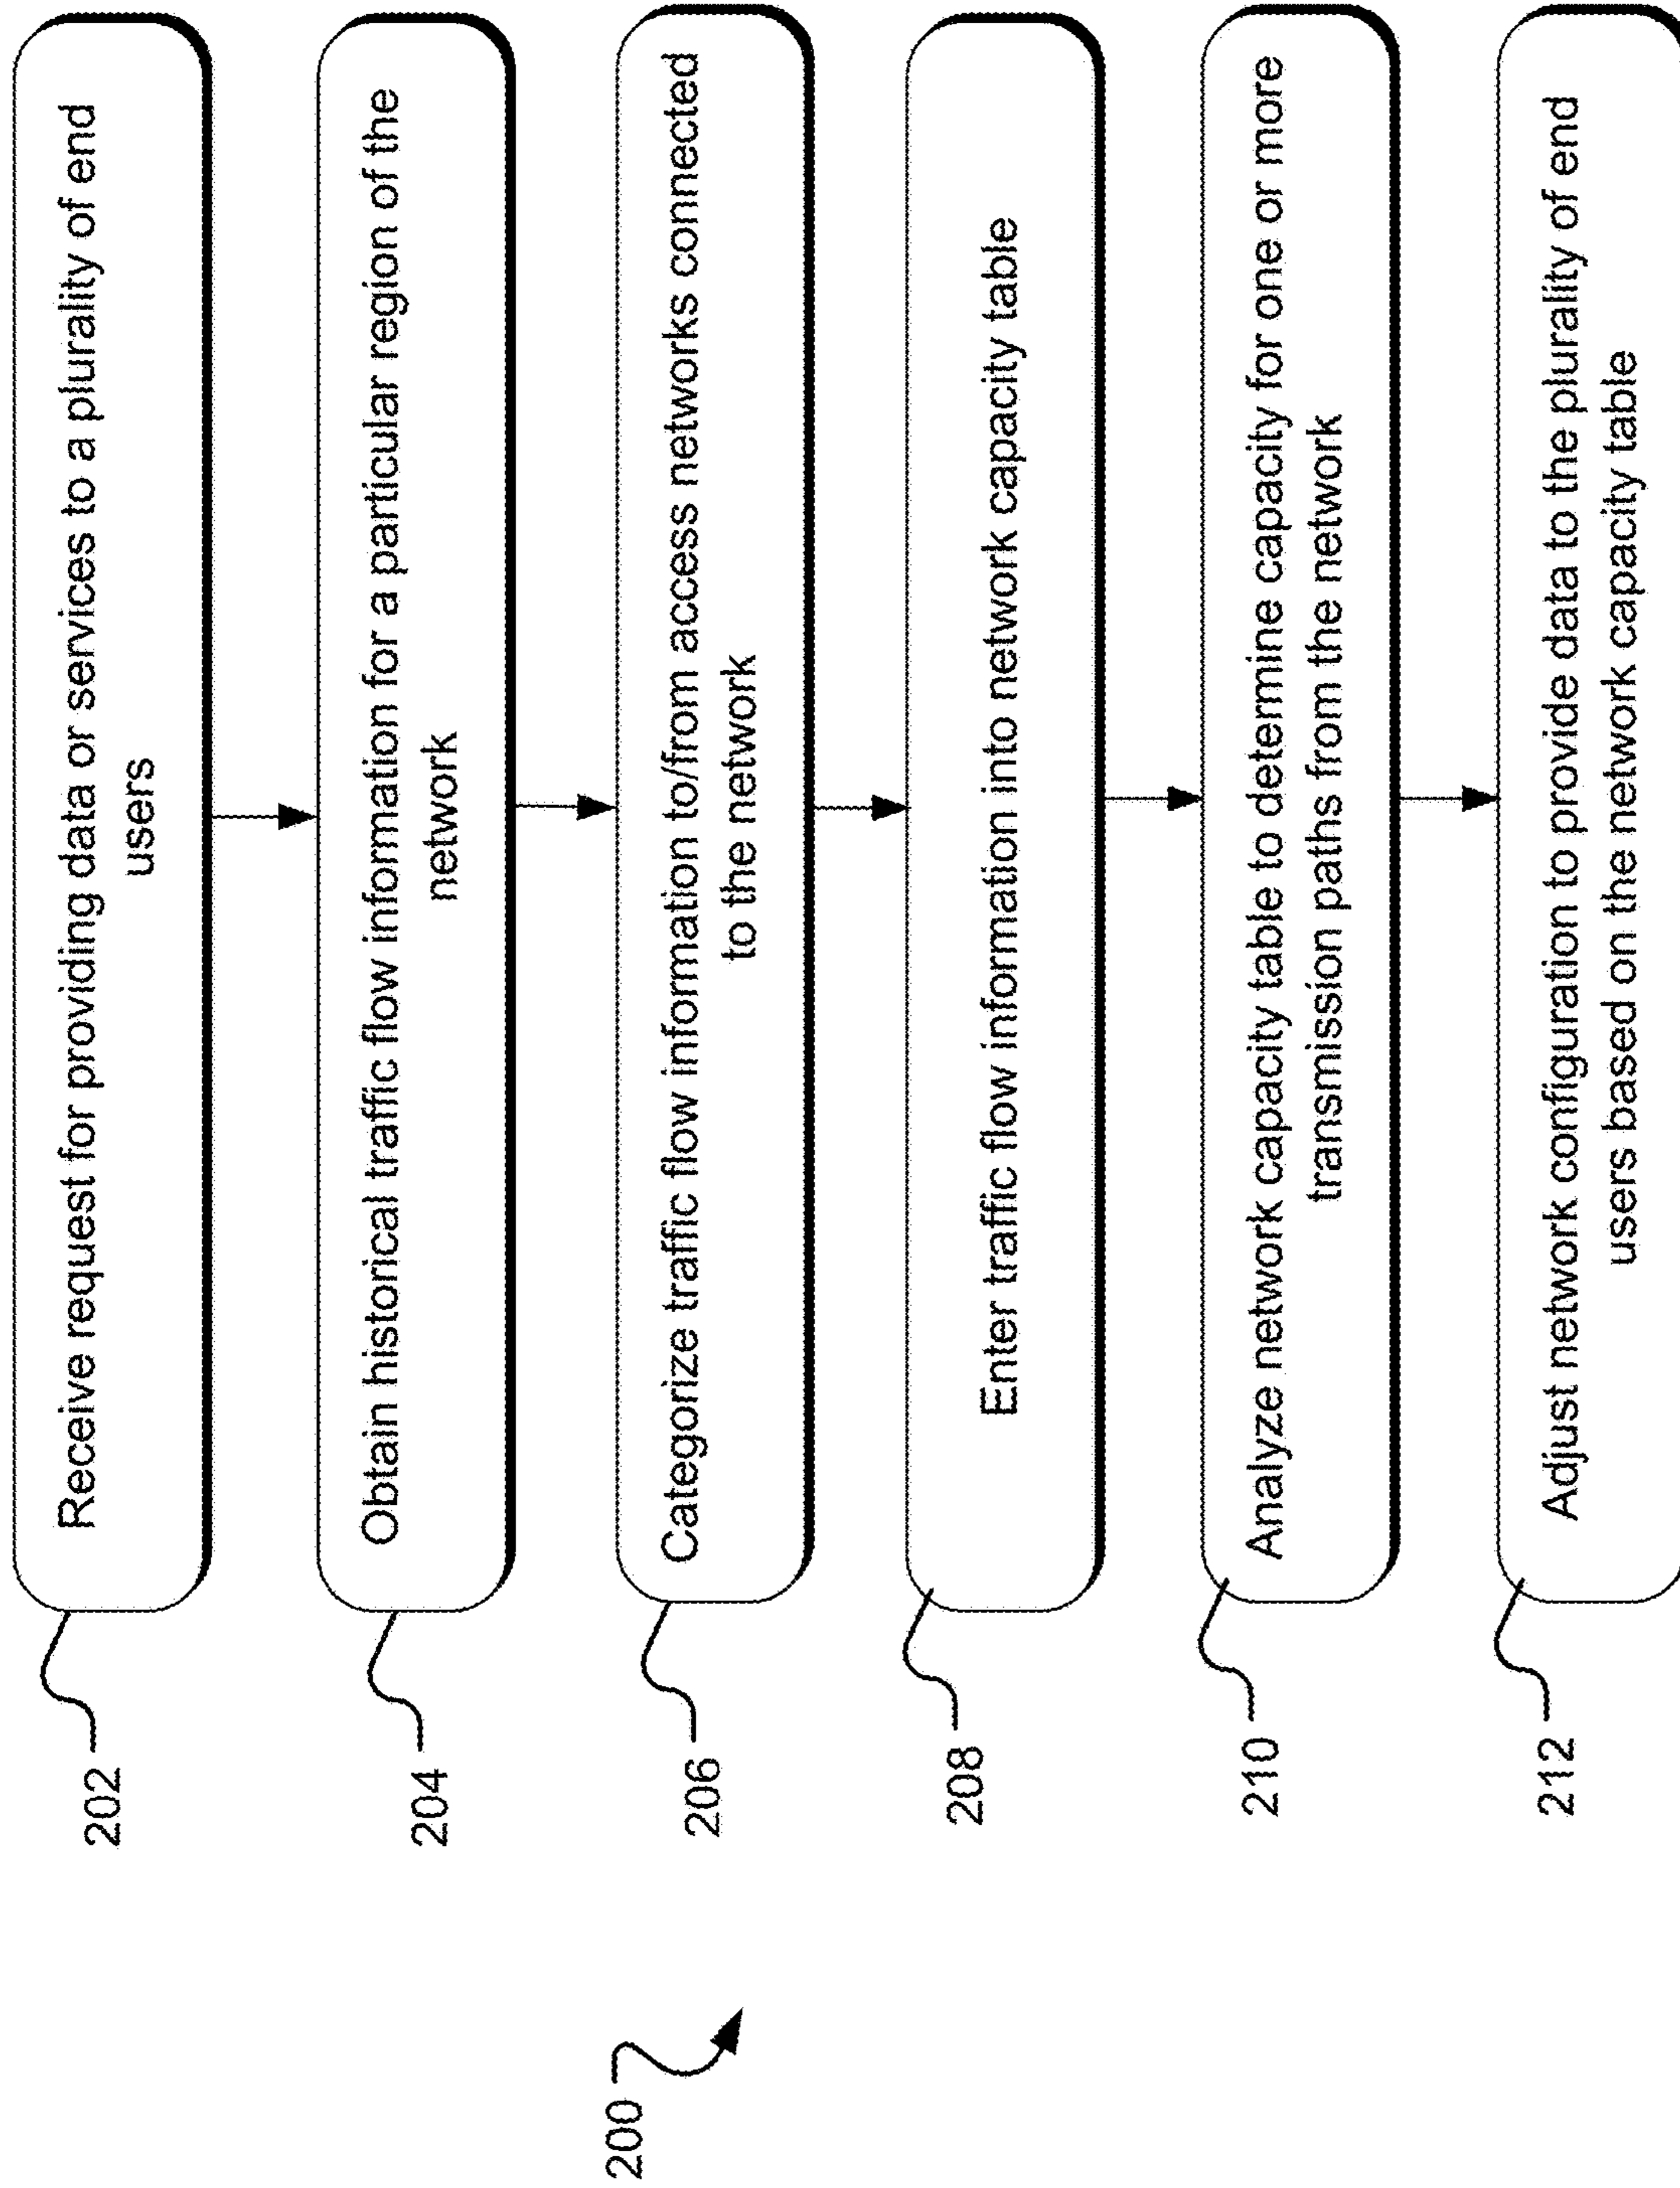 200
202
Receive request for providing data or services to a plurality of end
users
204
Obtain historical traffic flow information for a particular region of the
network
206
Categorize traffic flow information to/from access networks connected
to the network
208
Enter traffic flow information into network capacity table
210
Analyze network capacity table to determine capacity for one or more
transmission paths from the network
212
Adjust network configuration to provide data to the plurality of end
users based on the network capacity table